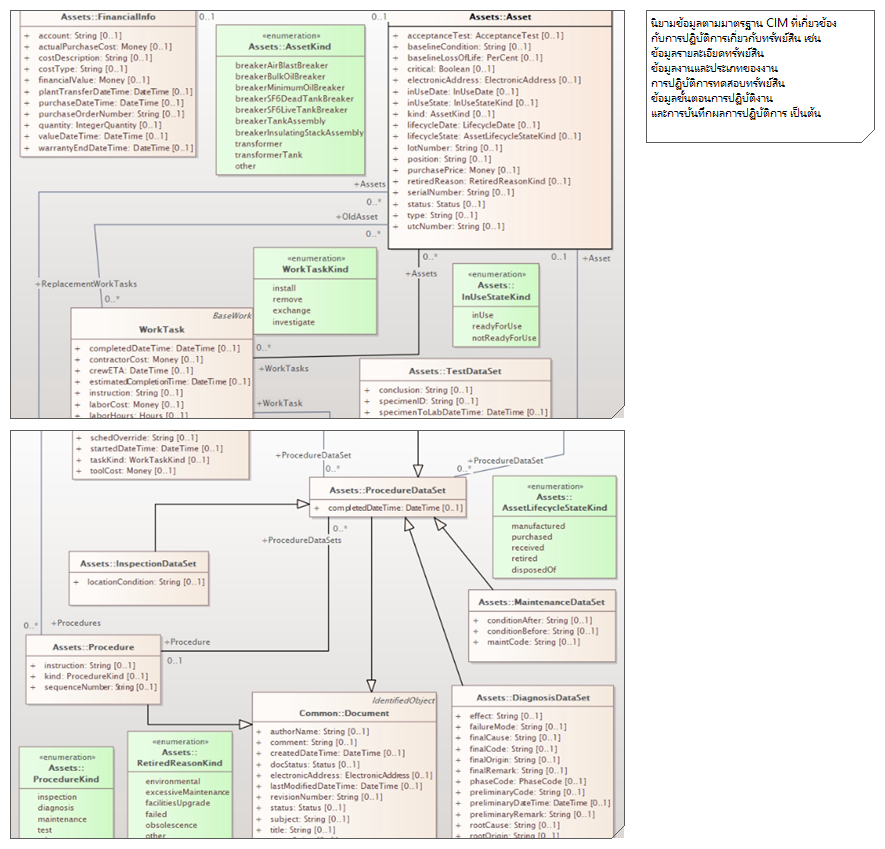 Assets::FinancialInfo
+ account: String [0..1]
+ actualPurchaseCost: Money [0..1]
+ costDescription: String [0..1]
+ costType: String [0..1]
+ financialValue: Money [0..1]
+ plantTransferDateTime: DateTime [0..1]
+ purchaseDateTime: DateTime [0..1]
+ purchaseOrderNumber: String [0..1]
+ quantity: IntegerQuantity [0..1]
+ valueDateTime: DateTime [0..1]
+ warrantyEndDateTime: DateTime [0..1]
0..1
0..1
«enumeration»
Assets::AssetKind
breakerAirBlastBreaker
breakerBulkOilBreaker
breakerMinimumOilBreaker
breakerSF6DeadTankBreaker
breakerSF6LiveTankBreaker
breakerTankAssembly
breakerInsulatingStackAssembly
transformer
transformerTank
other
Assets::Asset
+ acceptanceTest: AcceptanceTest [0..1]
+ baselineCondition: String [0..1]
+ baselineLossOfLife: PerCent [0..1]
+ critical: Boolean [0..1]
+ electronicAddress: ElectronicAddress [0..1]
+ inUseDate: InUseDate [0..1]
+ inUseState: InUseStateKind [0..1]
+ kind: AssetKind [0..1]
+ lifecycleDate: LifecycleDate [0..1]
+ lifecycleState: AssetLifecycleStateKind [0..1]
+ lotNumber: String [0..1]
+ position: String [0..1]
+ purchasePrice: Money [0..1]
+ retiredReason: RetiredReasonKind [0..1]
+ serialNumber: String [0..1]
+ status: Status [0..1]
+ type: String [0..1]
+ utcNumber: String [0..1]
นิยามข้อมูลตามมาตรฐาน CIM ที่เกี่ยวข้อง
กับการปฏิบัติการเกี่ยวกับทรัพย์สิน เช่น
ข้อมูลรายละเอียดทรัพย์สิน
ข้อมูลงานและประเภทของงาน
การปฏิบัติการทดสอบทรัพย์สิน
ข้อมูลขั้นตอนการปฏิบัติงาน
และการบันทึกผลการปฏิบัติการ เป็นต้น
+Assets
0..*
+OldAsset
0..*
+ReplacementWorkTasks
0..*
«enumeration»
WorkTaskKind
install
remove
exchange
investigate
0..*
+Assets
0..1
+Asset
«enumeration»
Assets::
InUseStateKind
inUse
readyForUse
notReadyForUse
BaseWork
WorkTask
+ completedDateTime: DateTime [0..1]
+ contractorCost: Money [0..1]
+ crewETA: DateTime [0..1]
+ estimatedCompletionTime: DateTime [0..1]
+ instruction: String [0..1]
+ laborCost: Money [0..1]
+ laborHours: Hours [0..1]
0..*
+WorkTasks
+WorkTask
Assets::TestDataSet
+ conclusion: String [0..1]
+ specimenID: String [0..1]
+ specimenToLabDateTime: DateTime [0..1]
+ schedOverride: String [0..1]
+ startedDateTime: DateTime [0..1]
+ taskKind: WorkTaskKind [0..1]
+ toolCost: Money [0..1]
+ProcedureDataSet
0..*
+ProcedureDataSet
0..*
Assets::ProcedureDataSet
+ completedDateTime: DateTime [0..1]
0..*
+ProcedureDataSets
«enumeration»
Assets::
AssetLifecycleStateKind
manufactured
purchased
received
retired
disposedOf
Assets::InspectionDataSet
+ locationCondition: String [0..1]
Assets::MaintenanceDataSet
+ conditionAfter: String [0..1]
+ conditionBefore: String [0..1]
+ maintCode: String [0..1]
0..*
+Procedures
Assets::Procedure
+ instruction: String [0..1]
+ kind: ProcedureKind [0..1]
+ sequenceNumber: String [0..1]
+Procedure
0..1
IdentifiedObject
Common::Document
+ authorName: String [0..1]
+ comment: String [0..1]
+ createdDateTime: DateTime [0..1]
+ docStatus: Status [0..1]
+ electronicAddress: ElectronicAddress [0..1]
+ lastModifiedDateTime: DateTime [0..1]
+ revisionNumber: String [0..1]
+ status: Status [0..1]
+ subject: String [0..1]
+ title: String [0..1]
Assets::DiagnosisDataSet
+ effect: String [0..1]
+ failureMode: String [0..1]
+ finalCause: String [0..1]
+ finalCode: String [0..1]
+ finalOrigin: String [0..1]
+ finalRemark: String [0..1]
+ phaseCode: PhaseCode [0..1]
+ preliminaryCode: String [0..1]
+ preliminaryDateTime: DateTime [0..1]
+ preliminaryRemark: String [0..1]
+ rootCause: String [0..1]
+ rootOrigin: String [0..1]
«enumeration»
Assets::
ProcedureKind
inspection
diagnosis
maintenance
test
«enumeration»
Assets::
RetiredReasonKind
environmental
excessiveMaintenance
facilitiesUpgrade
failed
obsolescence
other